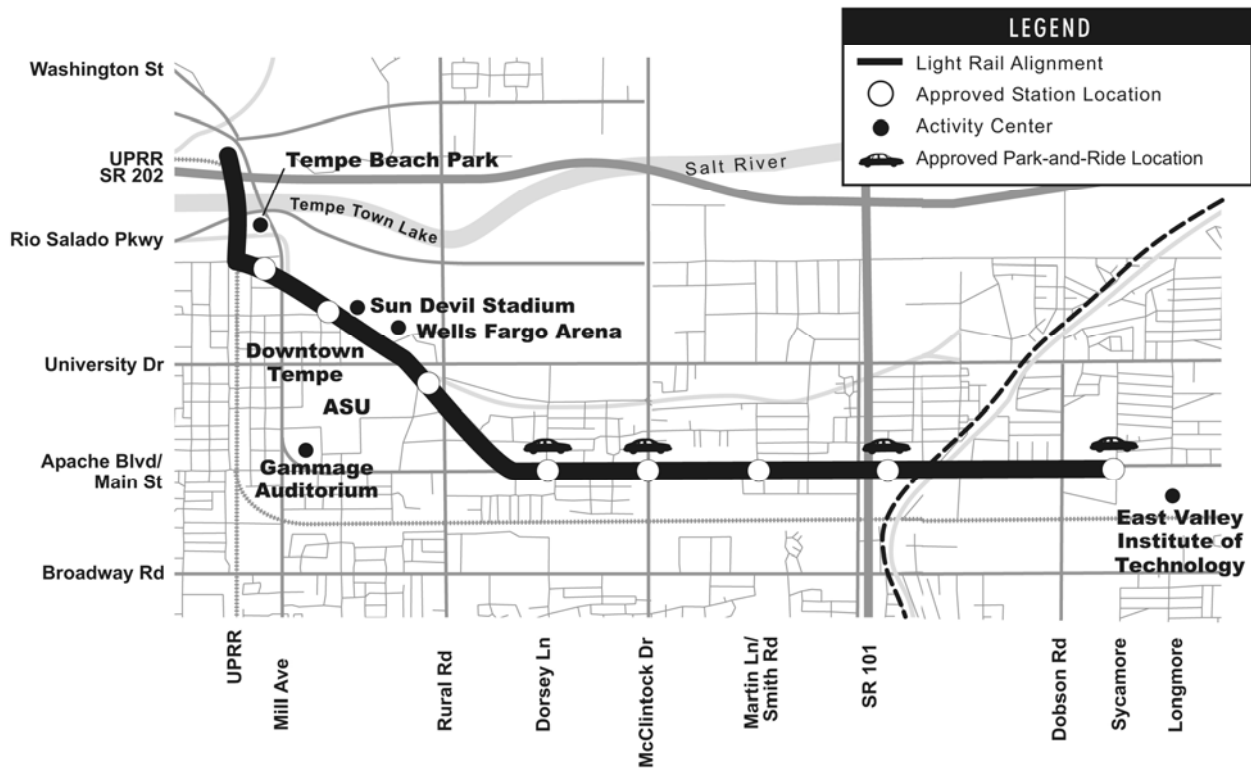 LEGEND
Light Rail Alignment
Approved Station Location
Activity Center
Approved Park-and-Ride Location
Washington St
UPRR
SR 202
Rio Salado Pkwy
University Dr
Apache Blvd/
Main St
Broadway Rd
Tempe Beach Park
Salt River
Tempe Town Lake
Sun Devil Stadium
Wells Fargo Arena
Downtown
Tempe
ASU
Gammage
Auditorium
East Valley
Institute of
Technology
UPRR
Mill Ave
Rural Rd
Dorsey Ln
McClintock Dr
Martin Ln/
Smith Rd
SR 101
Dobson Rd
Sycamore
Longmore